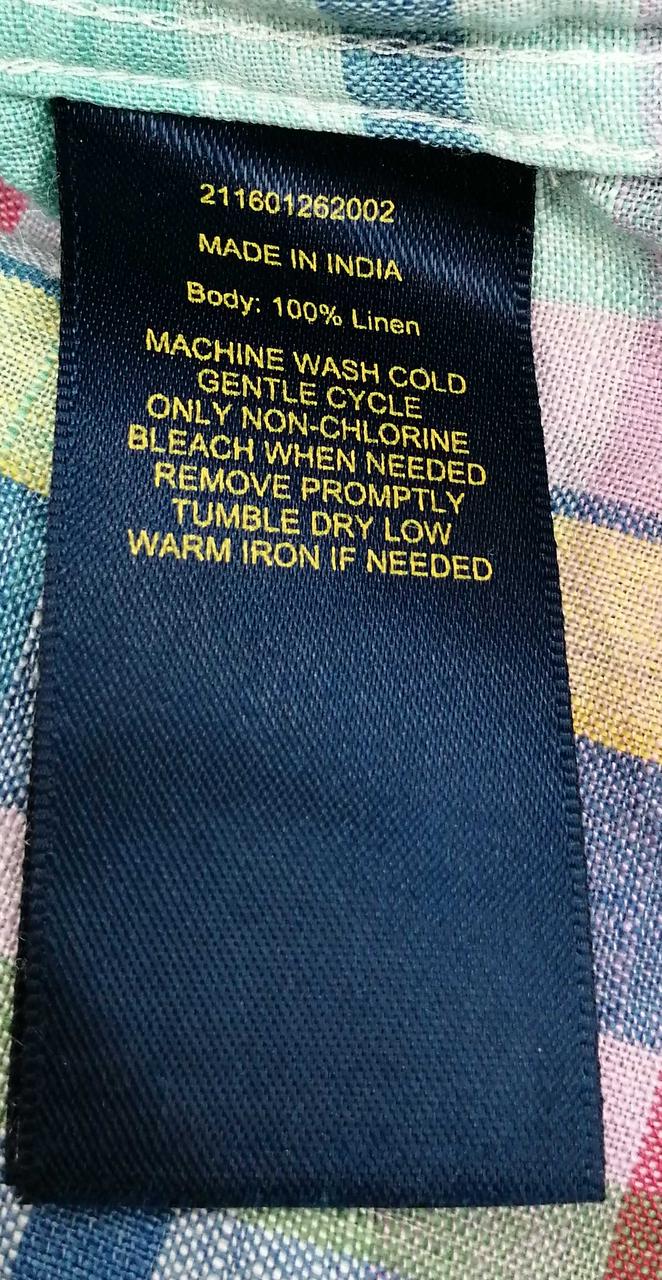 211601262002
MADE IN INDIA
Body: 100% Linen
MACHINE WASH COLD
GENTLE CYCLE
ONLY NON-CHLORINE
BLEACH WHEN NEEDED
REMOVE PROMPTLY
TUMBLE DRY LOW
WARM IRON IF NEEDED